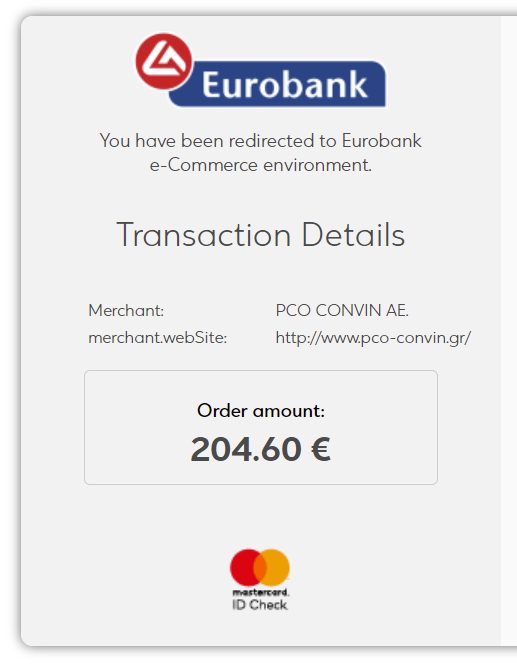 Eurobank
You have been redirected to Eurobank
e-Commerce environment.
Transaction Details
Merchant: PCO CONVIN AE.
merchant.webSite: http://www.pco-convin.gr/
Order amount:
204.60 €
mastercard.
ID Check